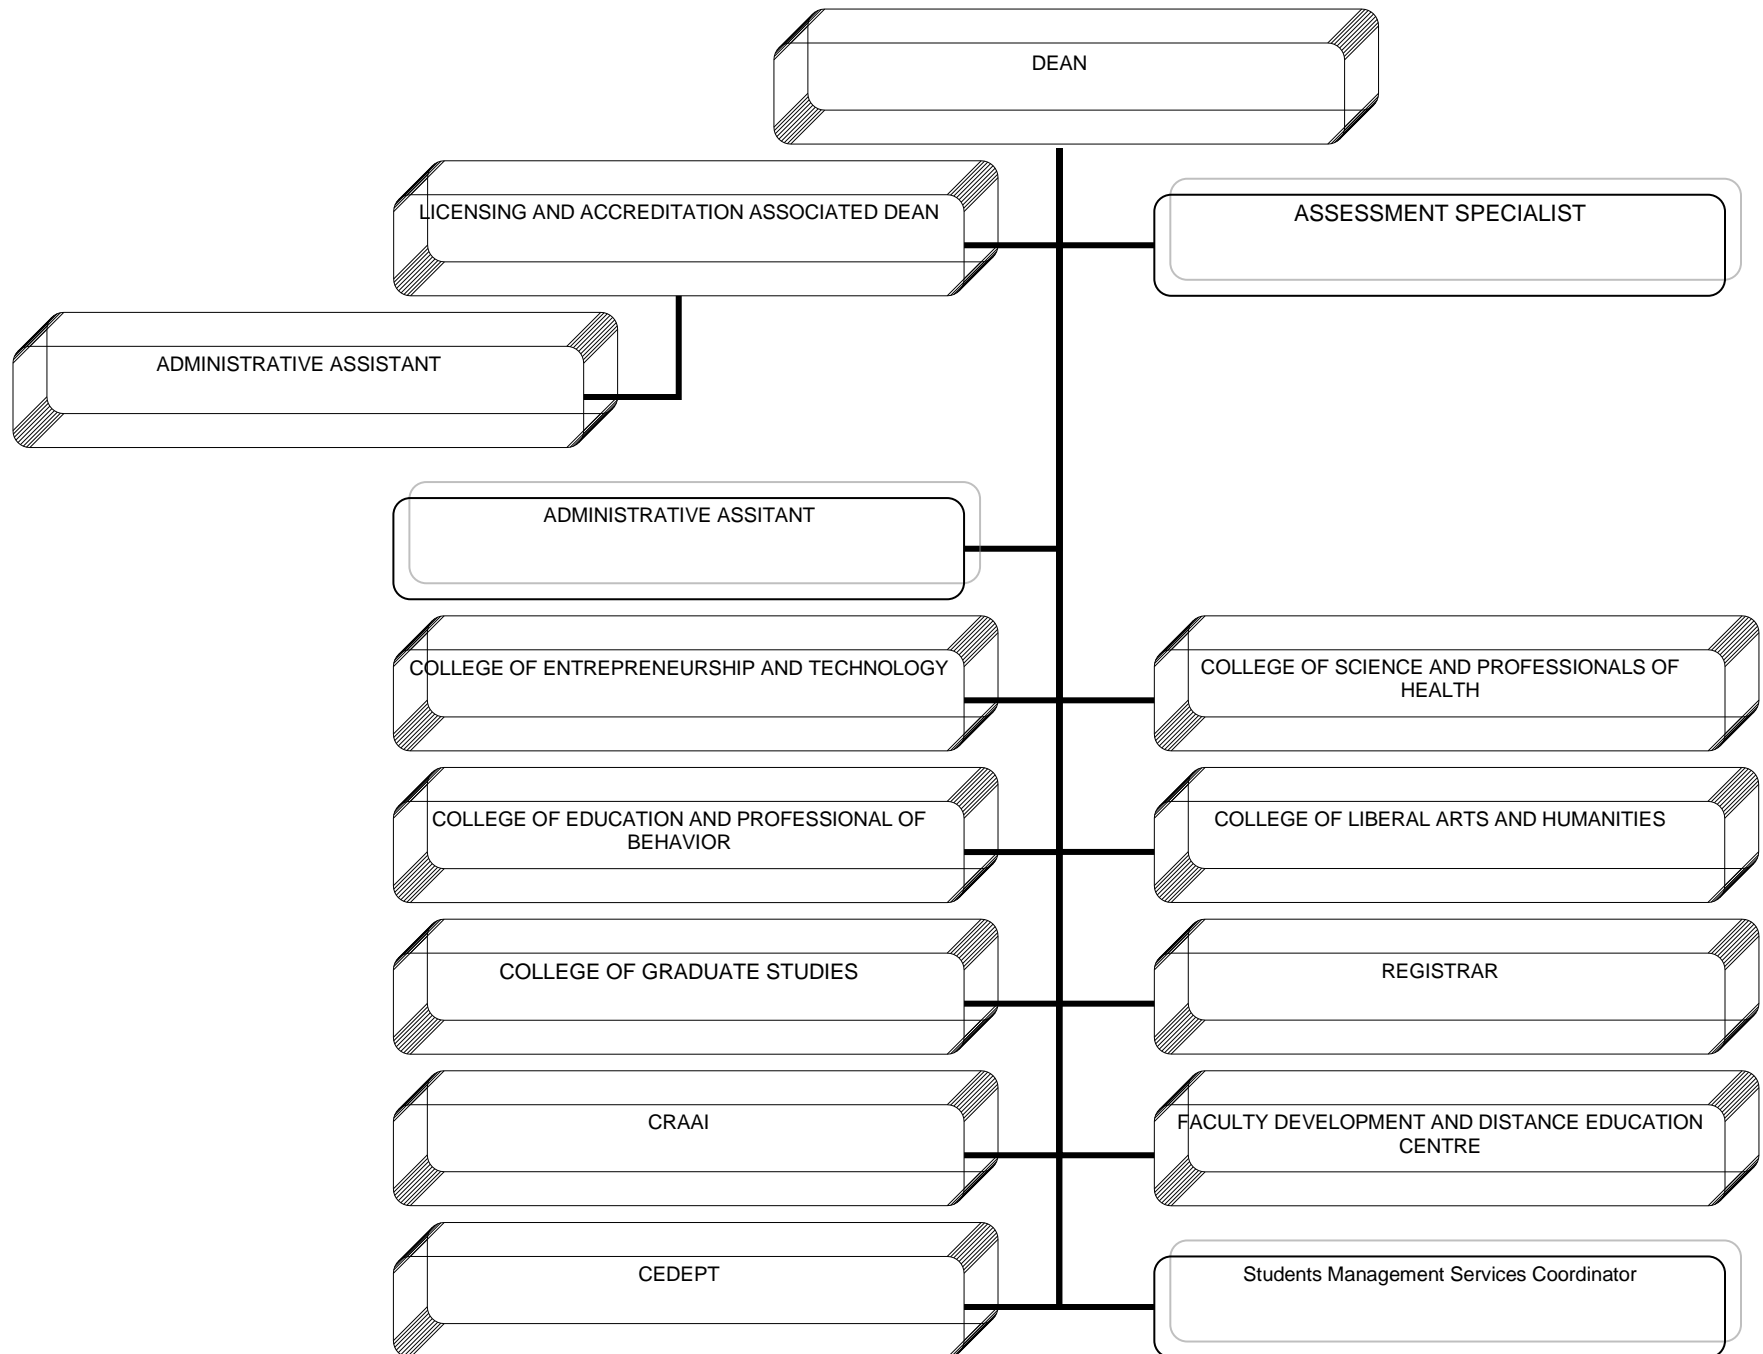 DEAN
LICENSING AND ACCREDITATION ASSOCIATED DEAN
ASSESSMENT SPECIALIST
ADMINISTRATIVE ASSISTANT
ADMINISTRATIVE ASSITANT
COLLEGE OF ENTREPRENEURSHIP AND TECHNOLOGY
COLLEGE OF SCIENCE AND PROFESSIONALS OF
HEALTH
COLLEGE OF EDUCATION AND PROFESSIONAL OF
BEHAVIOR
COLLEGE OF LIBERAL ARTS AND HUMANITIES
COLLEGE OF GRADUATE STUDIES
REGISTRAR
CRAAI
FACULTY DEVELOPMENT AND DISTANCE EDUCATION
CENTRE
CEDEPT
Students Management Services Coordinator